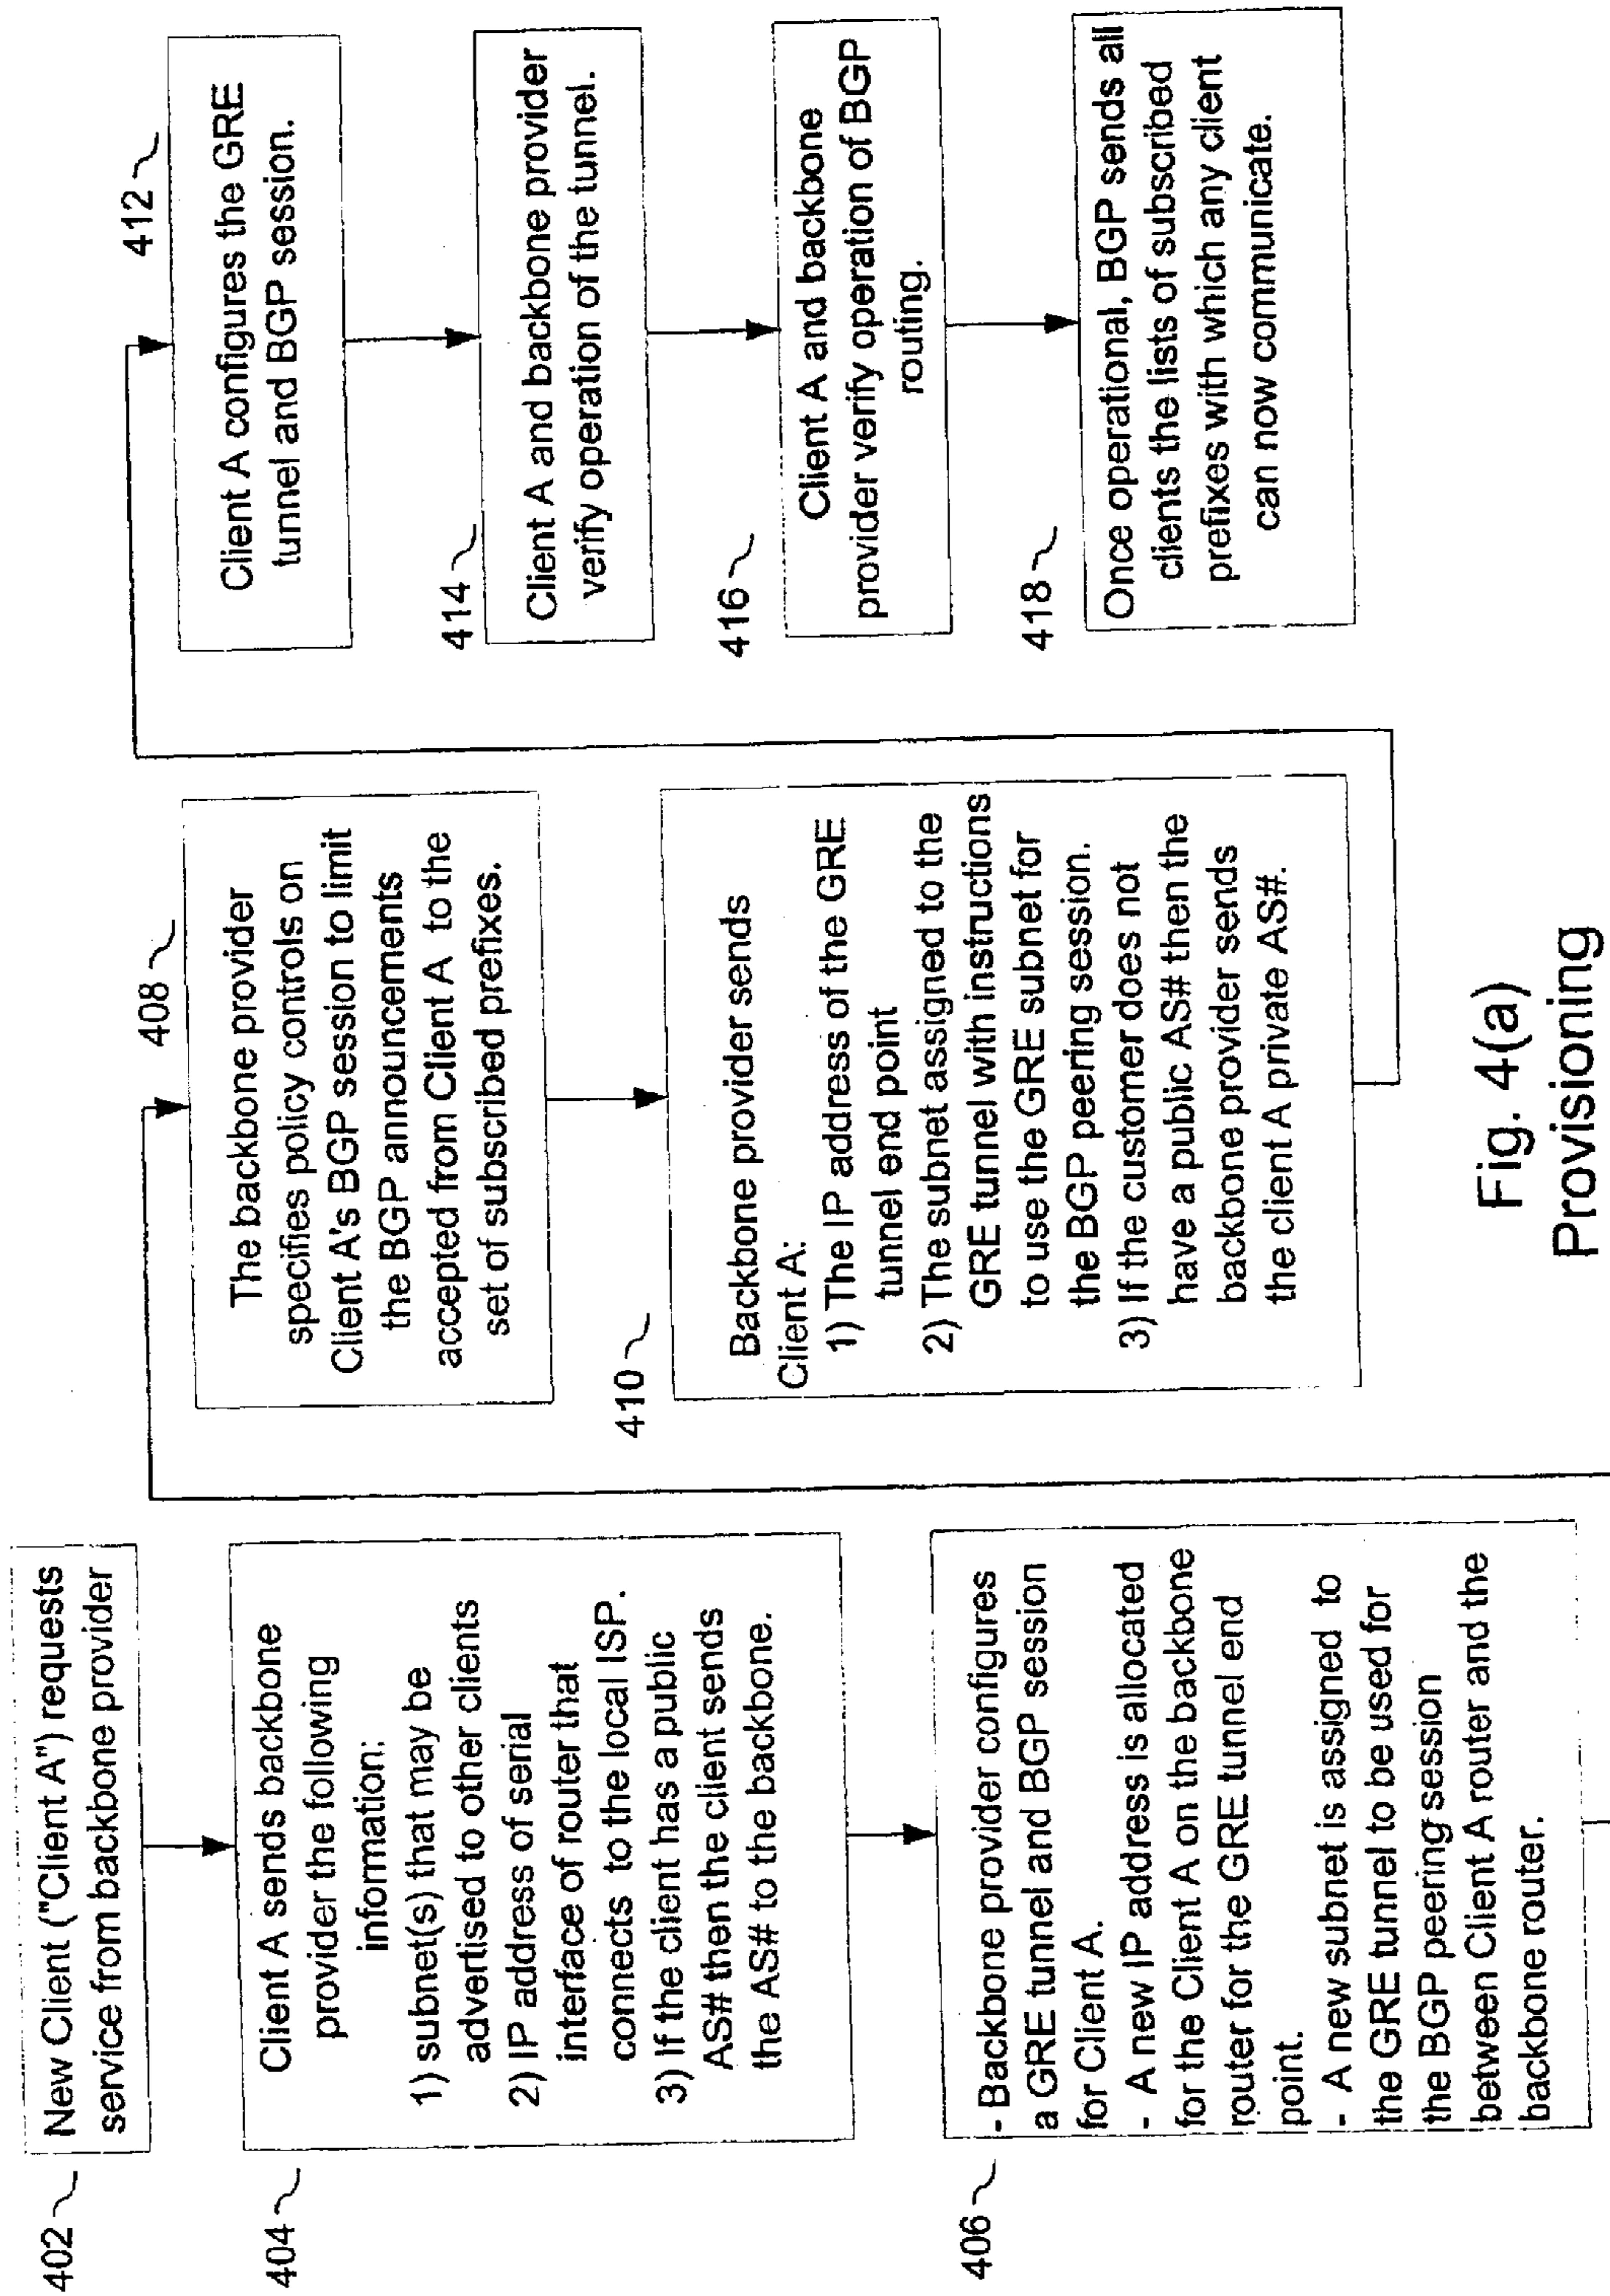 402
New Client ("Client A") requests
service from backbone provider
404
Client A sends backbone
provider the following
information:
1) subnet(s) that may be
advertised to other clients
2) IP address of serial
interface of router that
connects to the local ISP.
3) If the client has a public
AS# then the client sends
the AS# to the backbone.
406
- Backbone provider configures
a GRE tunnel and BGP session
for Client A.
- A new IP address is allocated
for the Client A on the backbone
router for the GRE tunnel end
point.
- A new subnet is assigned to
the GRE tunnel to be used for
the BGP peering session
between Client A router and the
backbone router.
408
The backbone provider
specifies policy controls on
Client A's BGP session to limit
the BGP announcements
accepted from Client A to the
set of subscribed prefixes.
410
Backbone provider sends
Client A:
1) The IP address of the GRE
tunnel end point
2) The subnet assigned to the
GRE tunnel with instructions
to use the GRE subnet for
the BGP peering session.
3) If the customer does not
have a public AS# then the
backbone provider sends
the client A private AS#.
412
Client A configures the GRE
tunnel and BGP session.
414
Client A and backbone provider
verify operation of the tunnel.
416
Client A and backbone
provider verify operation of BGP
routing.
418
Once operational, BGP sends all
clients the lists of subscribed
prefixes with which any client
can now communicate.
Fig. 4(a)
Provisioning